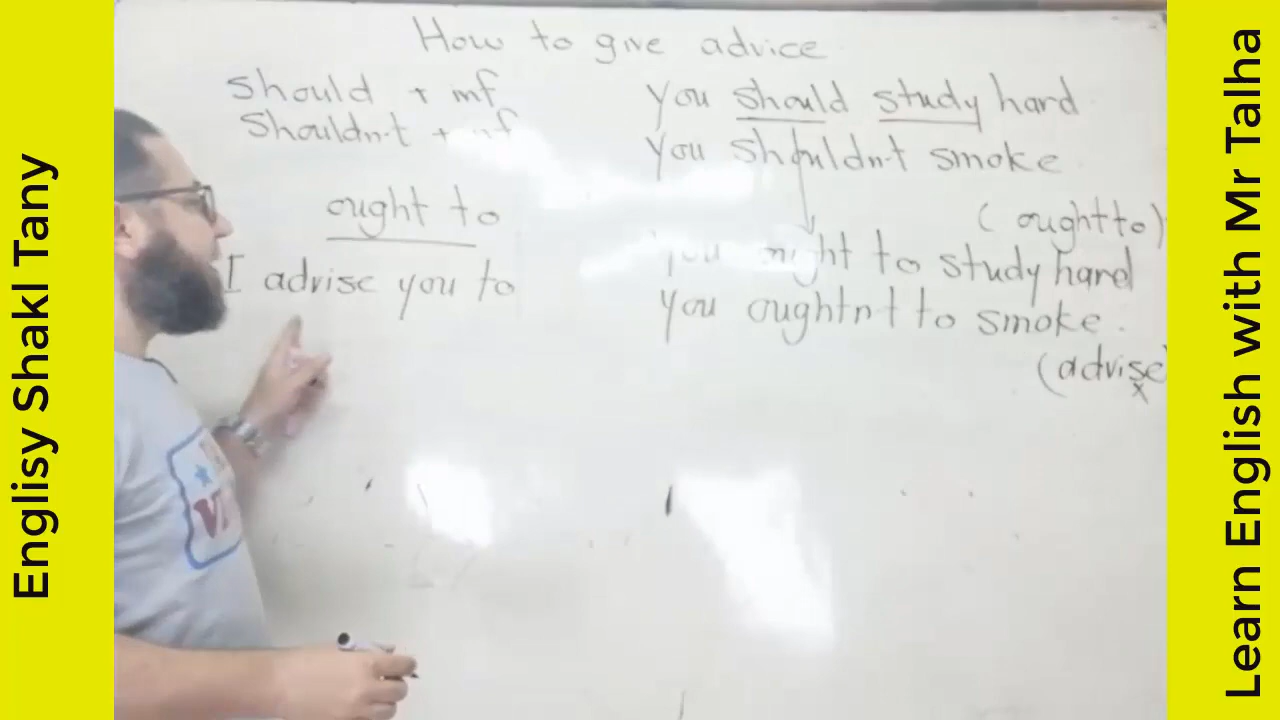 Englisy Shakl Tany
How to give advice
should + inf
Shouldn't + inf
ought to
I advise you to
you should study hard
you shouldn't smoke
(ought to)
you ought to study hard
you oughtn't to smoke.
(advise
x
Learn English with Mr Talha